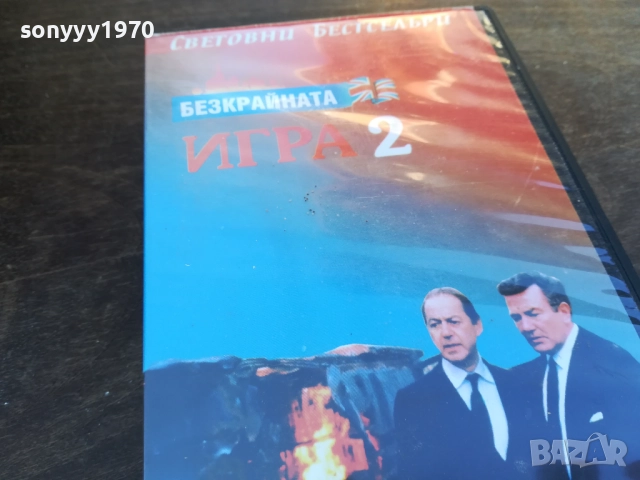 sonyyy1970
СВЕТОВНИ БЕСТСЕЛЪРИ
БЕЗКРАЙНАТА
ИГРА 2
BAZAR